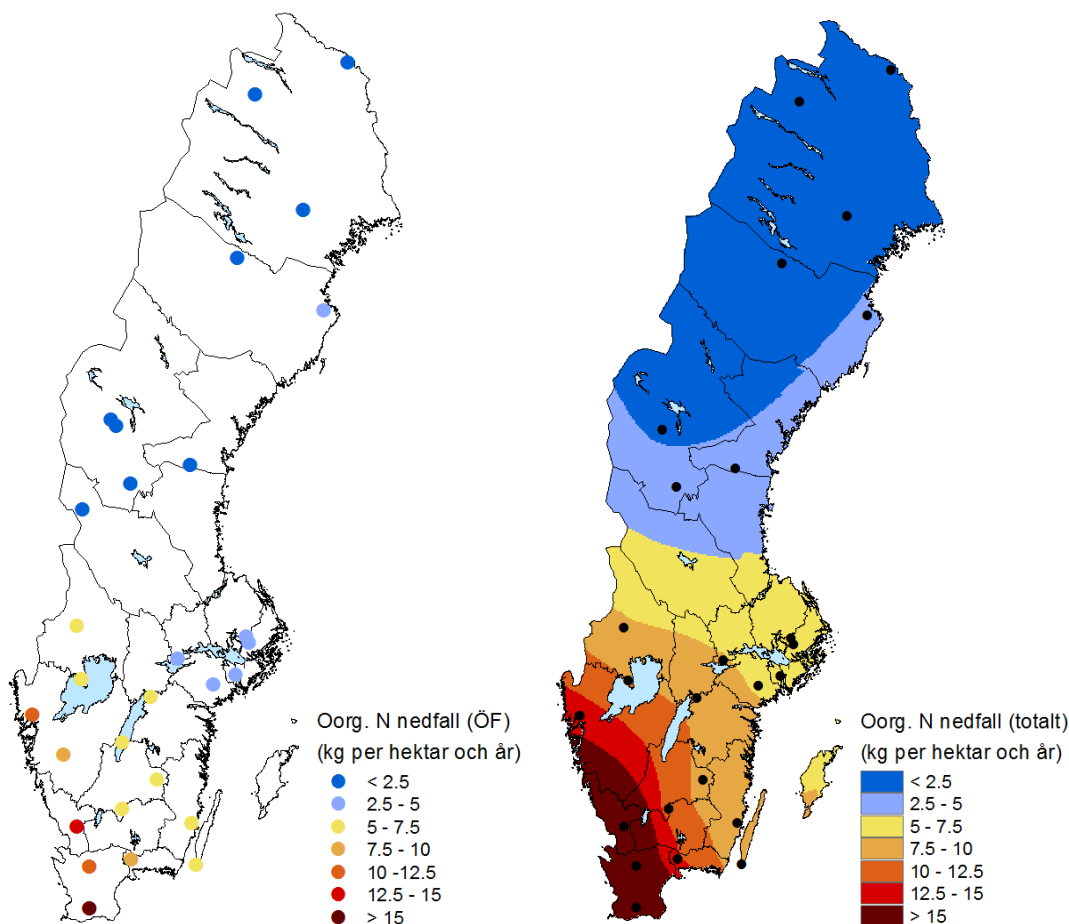 Oorg. N nedfall (ÖF)
(kg per hektar och år)
< 2.5
2.5 - 5
5 - 7.5
7.5 - 10
10 -12.5
12.5 - 15
> 15
Oorg. N nedfall (totalt)
(kg per hektar och år)
< 2.5
2.5 - 5
5 - 7.5
7.5 - 10
10 - 12.5
12.5 - 15
> 15